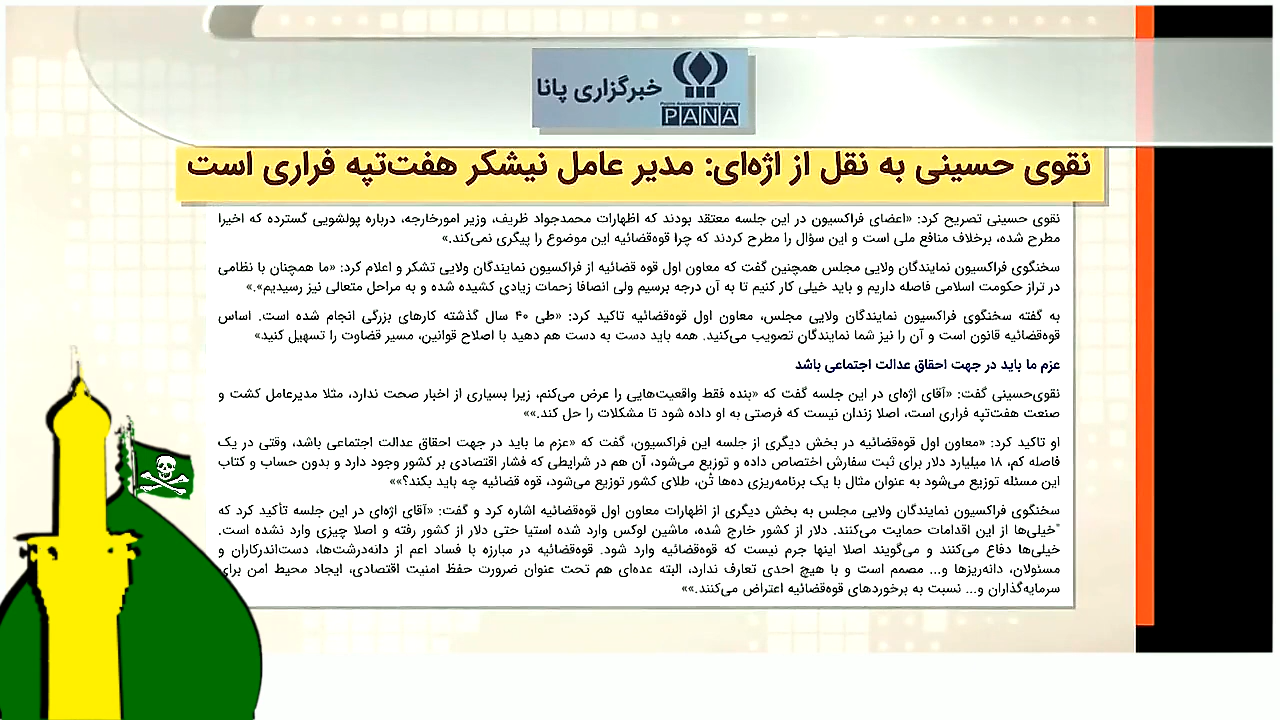 خبرگزاری پانا
PANA
نقوی حسینی به نقل از اژه‌ای: مدیر عامل نیشکر هفت‌تپه فراری است
نقوی حسینی تصریح کرد: «اعضای فراکسیون در این جلسه معتقد بودند که اظهارات محمدجواد ظریف، وزیر امورخارجه، درباره پولشویی گسترده که اخیرا
مطرح شده، برخلاف منافع ملی است و این سؤال را مطرح کردند که چرا قوه‌قضائیه این موضوع را پیگری نمی‌کند.»
سخنگوی فراکسیون نمایندگان ولایی مجلس همچنین گفت که معاون اول قوه قضائیه از فراکسیون نمایندگان ولایی تشکر و اعلام کرد: «ما همچنان با نظامی
در تراز حکومت اسلامی فاصله داریم و باید خیلی کار کنیم تا به آن درجه برسیم ولی انصافا زحمات زیادی کشیده شده و به مراحل متعالی نیز رسیدیم».»
به گفته سخنگوی فراکسیون نمایندگان ولایی مجلس، معاون اول قوه‌قضائیه تاکید کرد: «طی ۴۰ سال گذشته کارهای بزرگی انجام شده است. اساس
قوه‌قضائیه قانون است و آن را نیز شما نمایندگان تصویب می‌کنید. همه باید دست به دست هم دهید با اصلاح قوانین، مسیر قضاوت را تسهیل کنید.»
عزم ما باید در جهت احقاق عدالت اجتماعی باشد
نقوی‌حسینی گفت: «آقای اژه‌ای در این جلسه گفت که «بنده فقط واقعیت‌هایی را عرض می‌کنم، زیرا بسیاری از اخبار صحت ندارد، مثلا مدیرعامل کشت و
صنعت هفت‌تپه فراری است، اصلا زندان نیست که فرصتی به او داده شود تا مشکلات را حل کند.»»
او تاکید کرد: «معاون اول قوه‌قضائیه در بخش دیگری از جلسه این فراکسیون، گفت که «عزم ما باید در جهت احقاق عدالت اجتماعی باشد، وقتی در یک
فاصله کم، ۱۸ میلیارد دلار برای ثبت سفارش اختصاص داده و توزیع می‌شود، آن هم در شرایطی که فشار اقتصادی بر کشور وجود دارد و بدون حساب و کتاب
این مسئله توزیع می‌شود به عنوان مثال با یک برنامه‌ریزی ده‌ها تُن، طلای کشور توزیع می‌شود، قوه قضائیه چه باید بکند؟»»
سخنگوی فراکسیون نمایندگان ولایی مجلس به بخش دیگری از اظهارات معاون اول قوه‌قضائیه اشاره کرد و گفت: «آقای اژه‌ای در این جلسه تأکید کرد که
"خیلی‌ها از این اقدامات حمایت می‌کنند. دلار از کشور خارج شده، ماشین لوکس وارد شده استیا حتی دلار از کشور رفته و اصلا چیزی وارد نشده است.
خیلی‌ها دفاع می‌کنند و می‌گویند اصلا اینها جرم نیست که قوه‌قضائیه وارد شود. قوه‌قضائیه در مبارزه با فساد اعم از دانه‌درشت‌ها، دست‌اندرکاران و
مسئولان، دانه‌ریزها و... مصمم است و با هیچ احدی تعارف ندارد، البته عده‌ای هم تحت عنوان ضرورت حفظ امنیت اقتصادی، ایجاد محیط امن برای
سرمایه‌گذاران و... نسبت به برخوردهای قوه‌قضائیه اعتراض می‌کنند.»»